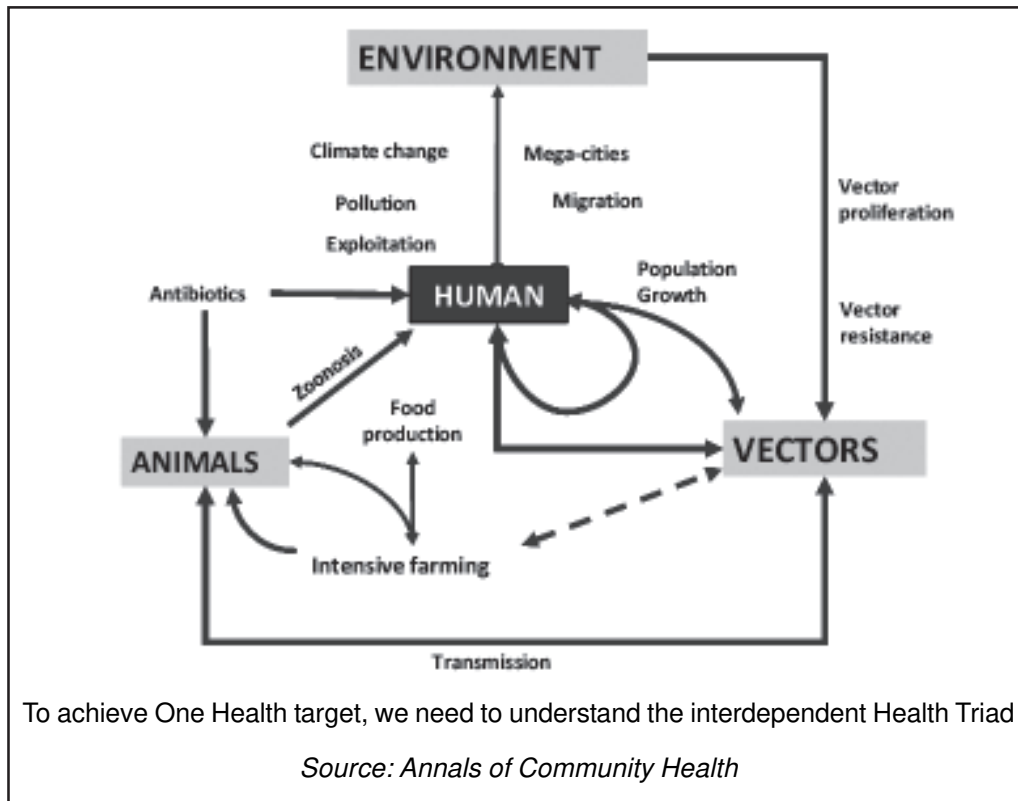 ENVIRONMENT
Climate change
Mega-cities
Pollution
Migration
Exploitation
Vector
proliferation
Antibiotics
HUMAN
Population
Growth
Vector
resistance
Zoonosis
Food
production
ANIMALS
VECTORS
Intensive farming
Transmission
To achieve One Health target, we need to understand the interdependent Health Triad
Source: Annals of Community Health